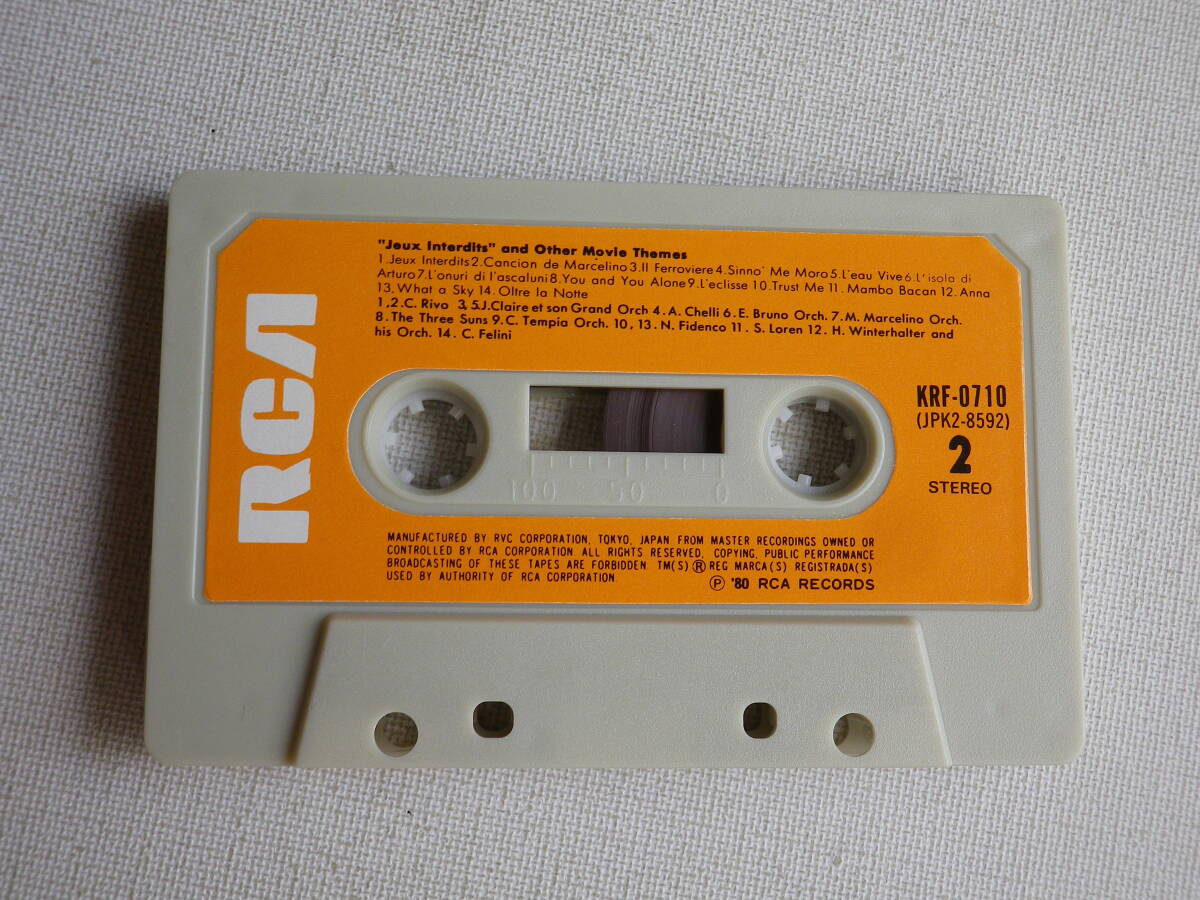 "Jeux Interdits" and Other Movie Themes
1.Jeux Interdits 2.Cancion de Marcelino 3.Il Ferroviere 4.Sinno' Me Moro 5.L'eau Vive 6.L'isola di
Arturo 7.L'onuri di l'ascaluni 8.You and You Alone 9.L'eclisse 10.Trust Me 11. Mambo Bacan 12. Anna
13. What a Sky 14. Oltre la Notte
1,2.C. Rivo 3, 5.J.Claire et son Grand Orch 4.A. Chelli 6.E. Bruno Orch. 7.M. Marcelino Orch.
8.The Three Suns 9.C. Tempia Orch. 10, 13.N. Fidenco 11. S. Loren 12. H. Winterhalter and
his Orch. 14. C. Felini
RCA
KRF-0710
(JPK2-8592)
2
STEREO
100 50 0
MANUFACTURED BY RVC CORPORATION, TOKYO, JAPAN FROM MASTER RECORDINGS OWNED OR
CONTROLLED BY RCA CORPORATION. ALL RIGHTS RESERVED. COPYING, PUBLIC PERFORMANCE
BROADCASTING OF THESE TAPES ARE FORBIDDEN. TM(S) ® REG MARCA(S) REGISTRADA(S)
USED BY AUTHORITY OF RCA CORPORATION.
℗ '80 RCA RECORDS